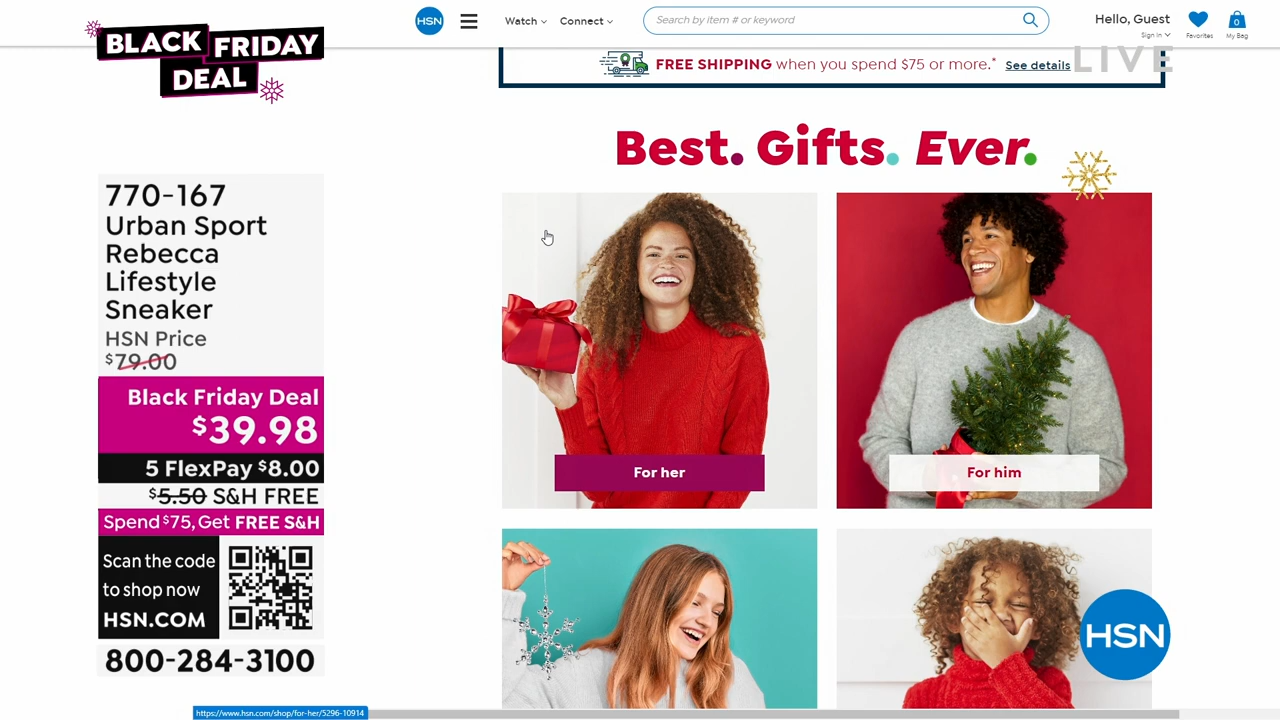 BLACK FRIDAY
DEAL
770-167
Urban Sport
Rebecca
Lifestyle
Sneaker
HSN Price
$79.00
Black Friday Deal
$39.98
5 FlexPay $8.00
$5.50 S&H FREE
Spend $75, Get FREE S&H
Scan the code
to shop now
HSN.COM
800-284-3100
HSN
Watch
Connect
Search by item # or keyword
Hello, Guest
Sign in
Favorites
0
My Bag
FREE SHIPPING when you spend $75 or more.* See details
LIVE
Best. Gifts. Ever.
For her
For him
HSN
https://www.hsn.com/shop/for-her/5296-10914